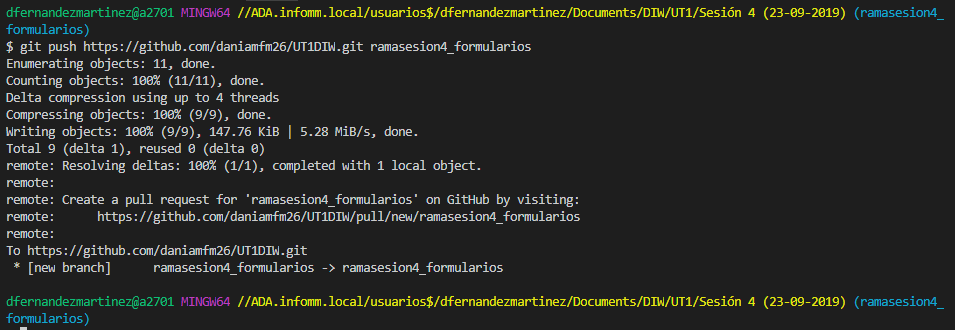 dfernandezmartinez@a2701 MINGW64 //ADA.infomm.local/usuarios$/dfernandezmartinez/Documents/DIW/UT1/Sesión 4 (23-09-2019) (ramasesion4_
formularios)
$ git push https://github.com/daniamfm26/UT1DIW.git ramasesion4_formularios
Enumerating objects: 11, done.
Counting objects: 100% (11/11), done.
Delta compression using up to 4 threads
Compressing objects: 100% (9/9), done.
Writing objects: 100% (9/9), 147.76 KiB | 5.28 MiB/s, done.
Total 9 (delta 1), reused 0 (delta 0)
remote: Resolving deltas: 100% (1/1), completed with 1 local object.
remote:
remote: Create a pull request for 'ramasesion4_formularios' on GitHub by visiting:
remote:      https://github.com/daniamfm26/UT1DIW/pull/new/ramasesion4_formularios
remote:
To https://github.com/daniamfm26/UT1DIW.git
 * [new branch]      ramasesion4_formularios -> ramasesion4_formularios
dfernandezmartinez@a2701 MINGW64 //ADA.infomm.local/usuarios$/dfernandezmartinez/Documents/DIW/UT1/Sesión 4 (23-09-2019) (ramasesion4_
formularios)